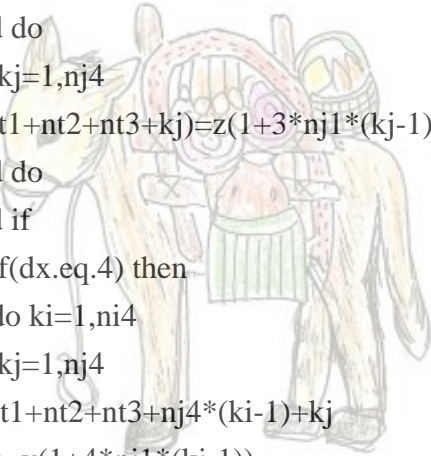 d do
kj=1,nj4
t1+nt2+nt3+kj)=z(1+3*nj1*(kj-1)
d do
d if
f(dx.eq.4) then
do ki=1,ni4
kj=1,nj4
t1+nt2+nt3+nj4*(ki-1)+kj